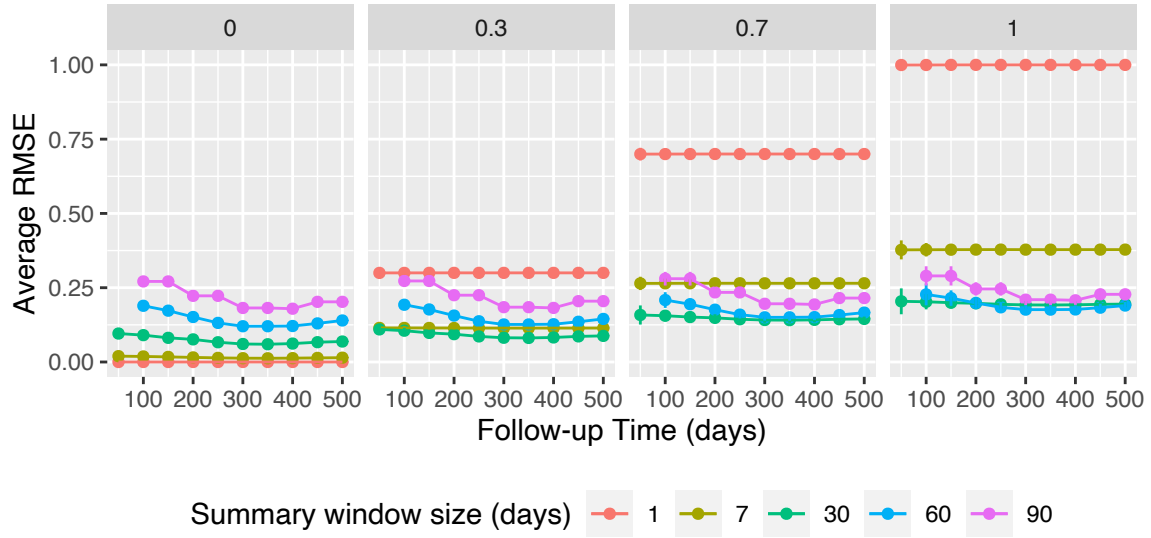 0 0.3 0.7 1
1.00
0.75
0.50
0.25
0.00
Average RMSE
100 200 300 400 500 100 200 300 400 500 100 200 300 400 500 100 200 300 400 500
Follow-up Time (days)
Summary window size (days) 1 7 30 60 90